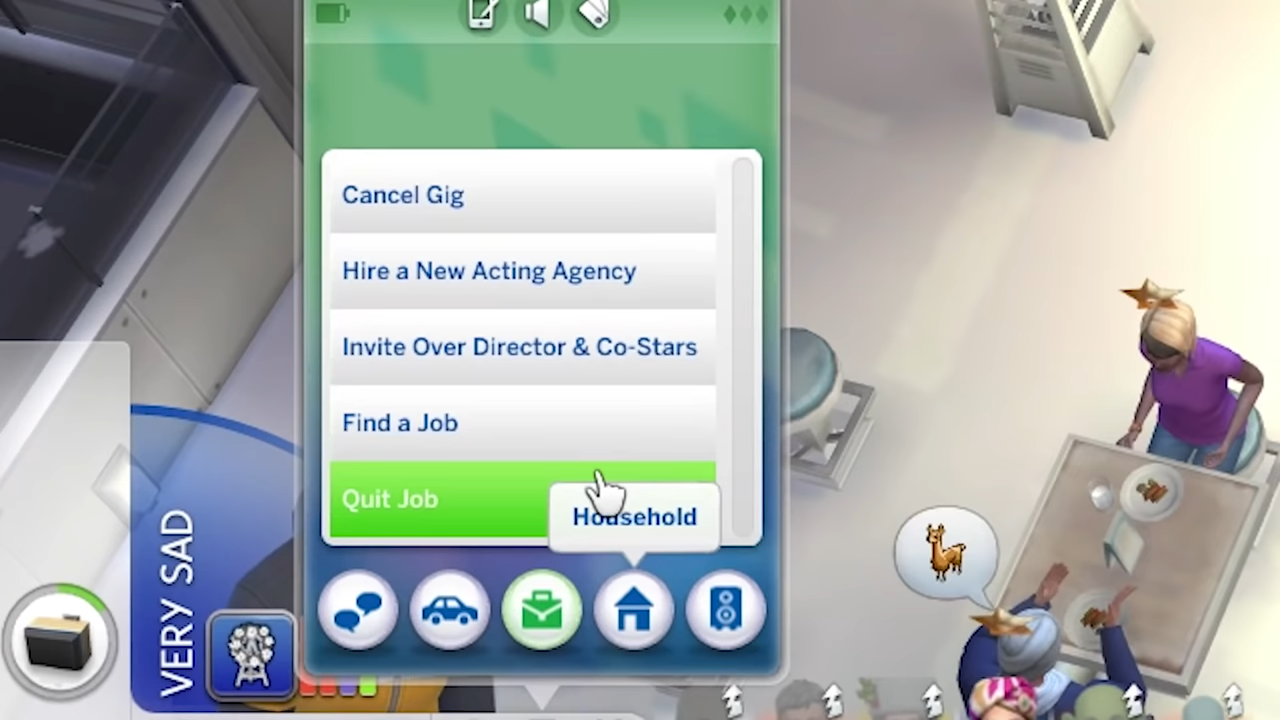 Cancel Gig
Hire a New Acting Agency
Invite Over Director & Co-Stars
Find a Job
Quit Job
Household
VERY SAD